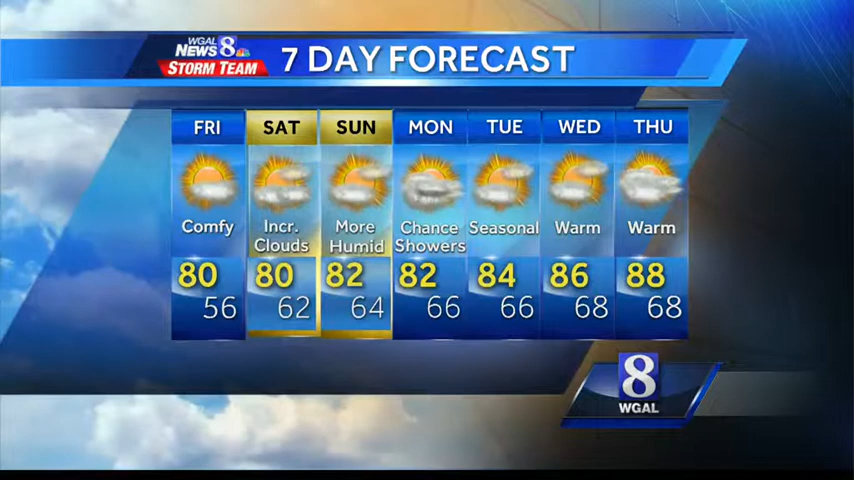 WGAL
NEWS 8
STORM TEAM
7 DAY FORECAST
FRI SAT SUN MON TUE WED THU
Comfy Incr. Clouds More Humid Chance Showers Seasonal Warm Warm
80 80 82 82 84 86 88
56 62 64 66 66 68 68
8
WGAL